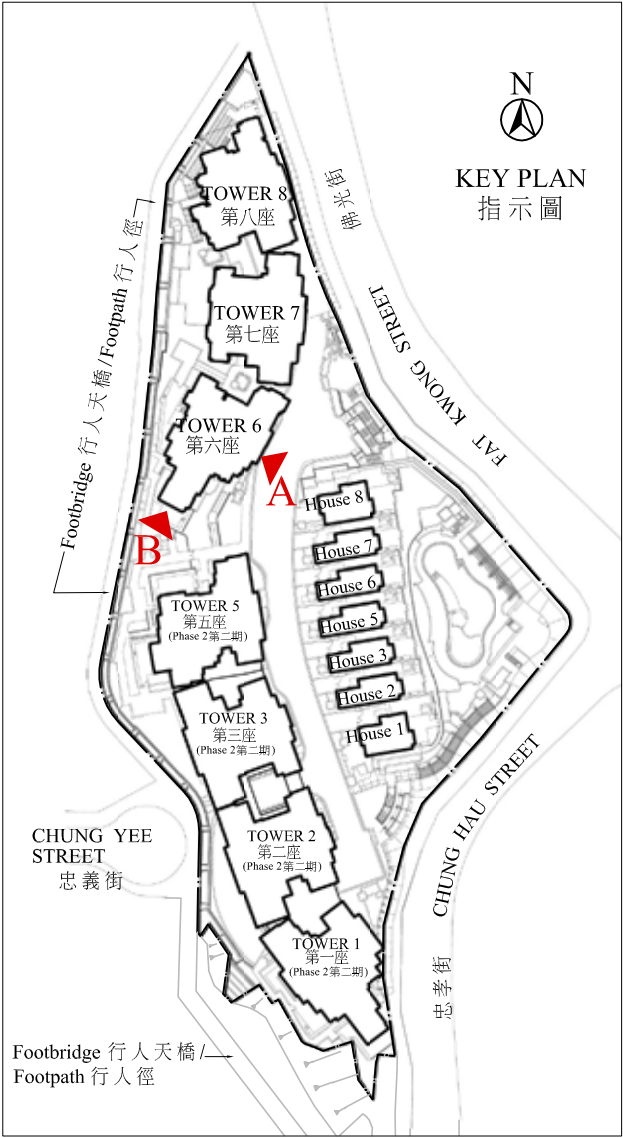 N
KEY PLAN
指示圖
TOWER 8
第八座
佛光街
FAT KWONG STREET
Footbridge 行人天橋/Footpath 行人徑
TOWER 7
第七座
TOWER 6
第六座
A
B
House 8
House 7
House 6
House 5
House 3
House 2
House 1
TOWER 5
第五座
(Phase 2第二期)
TOWER 3
第三座
(Phase 2第二期)
TOWER 2
第二座
(Phase 2第二期)
TOWER 1
第一座
(Phase 2第二期)
CHUNG YEE
STREET
忠義街
CHUNG HAU STREET
忠孝街
Footbridge 行人天橋/
Footpath 行人徑